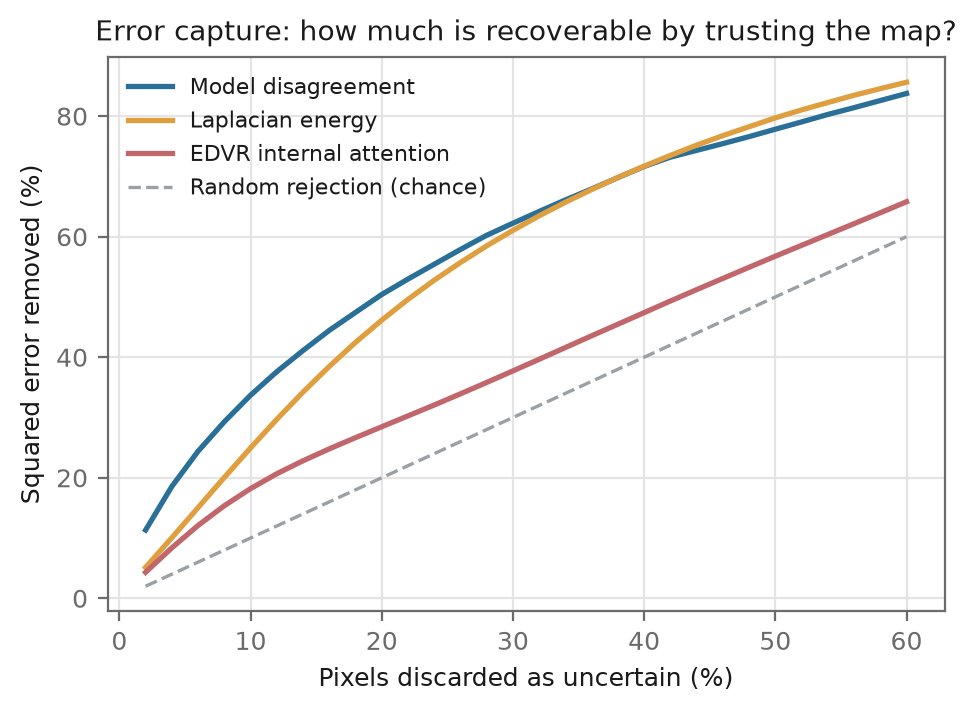 Error capture: how much is recoverable by trusting the map?
Model disagreement
Laplacian energy
EDVR internal attention
Random rejection (chance)
Squared error removed (%)
80
60
40
20
0
0 10 20 30 40 50 60
Pixels discarded as uncertain (%)